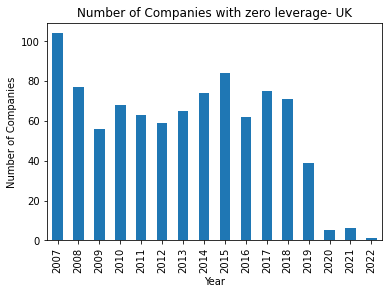 Number of Companies with zero leverage- UK
Number of Companies
100
80
60
40
20
0
2007 2008 2009 2010 2011 2012 2013 2014 2015 2016 2017 2018 2019 2020 2021 2022
Year